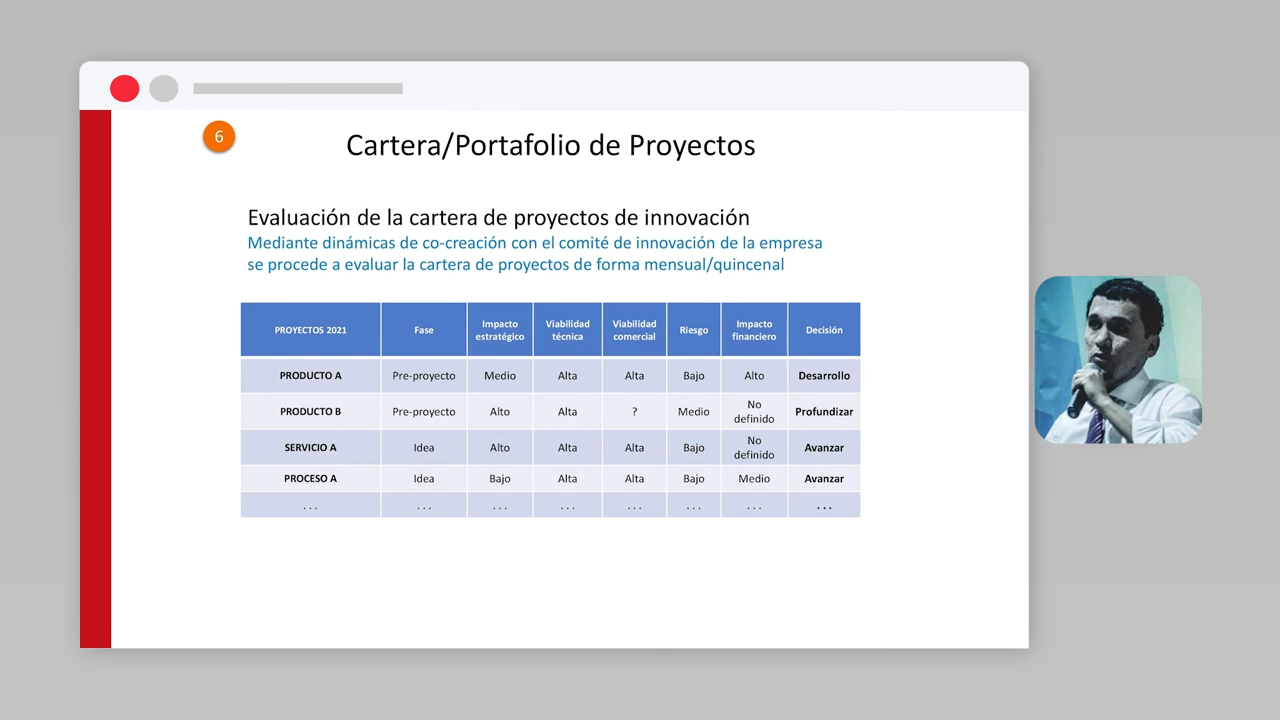 6
Cartera/Portafolio de Proyectos
Evaluación de la cartera de proyectos de innovación
Mediante dinámicas de co-creación con el comité de innovación de la empresa
se procede a evaluar la cartera de proyectos de forma mensual/quincenal
PROYECTOS 2021 Fase Impacto estratégico Viabilidad técnica Viabilidad comercial Riesgo Impacto financiero Decisión
PRODUCTO A Pre-proyecto Medio Alta Alta Bajo Alto Desarrollo
PRODUCTO B Pre-proyecto Alto Alta ? Medio No definido Profundizar
SERVICIO A Idea Alto Alta Alta Bajo No definido Avanzar
PROCESO A Idea Bajo Alta Alta Bajo Medio Avanzar
. . . . . . . . . . . . . . . . . . . . . . . .